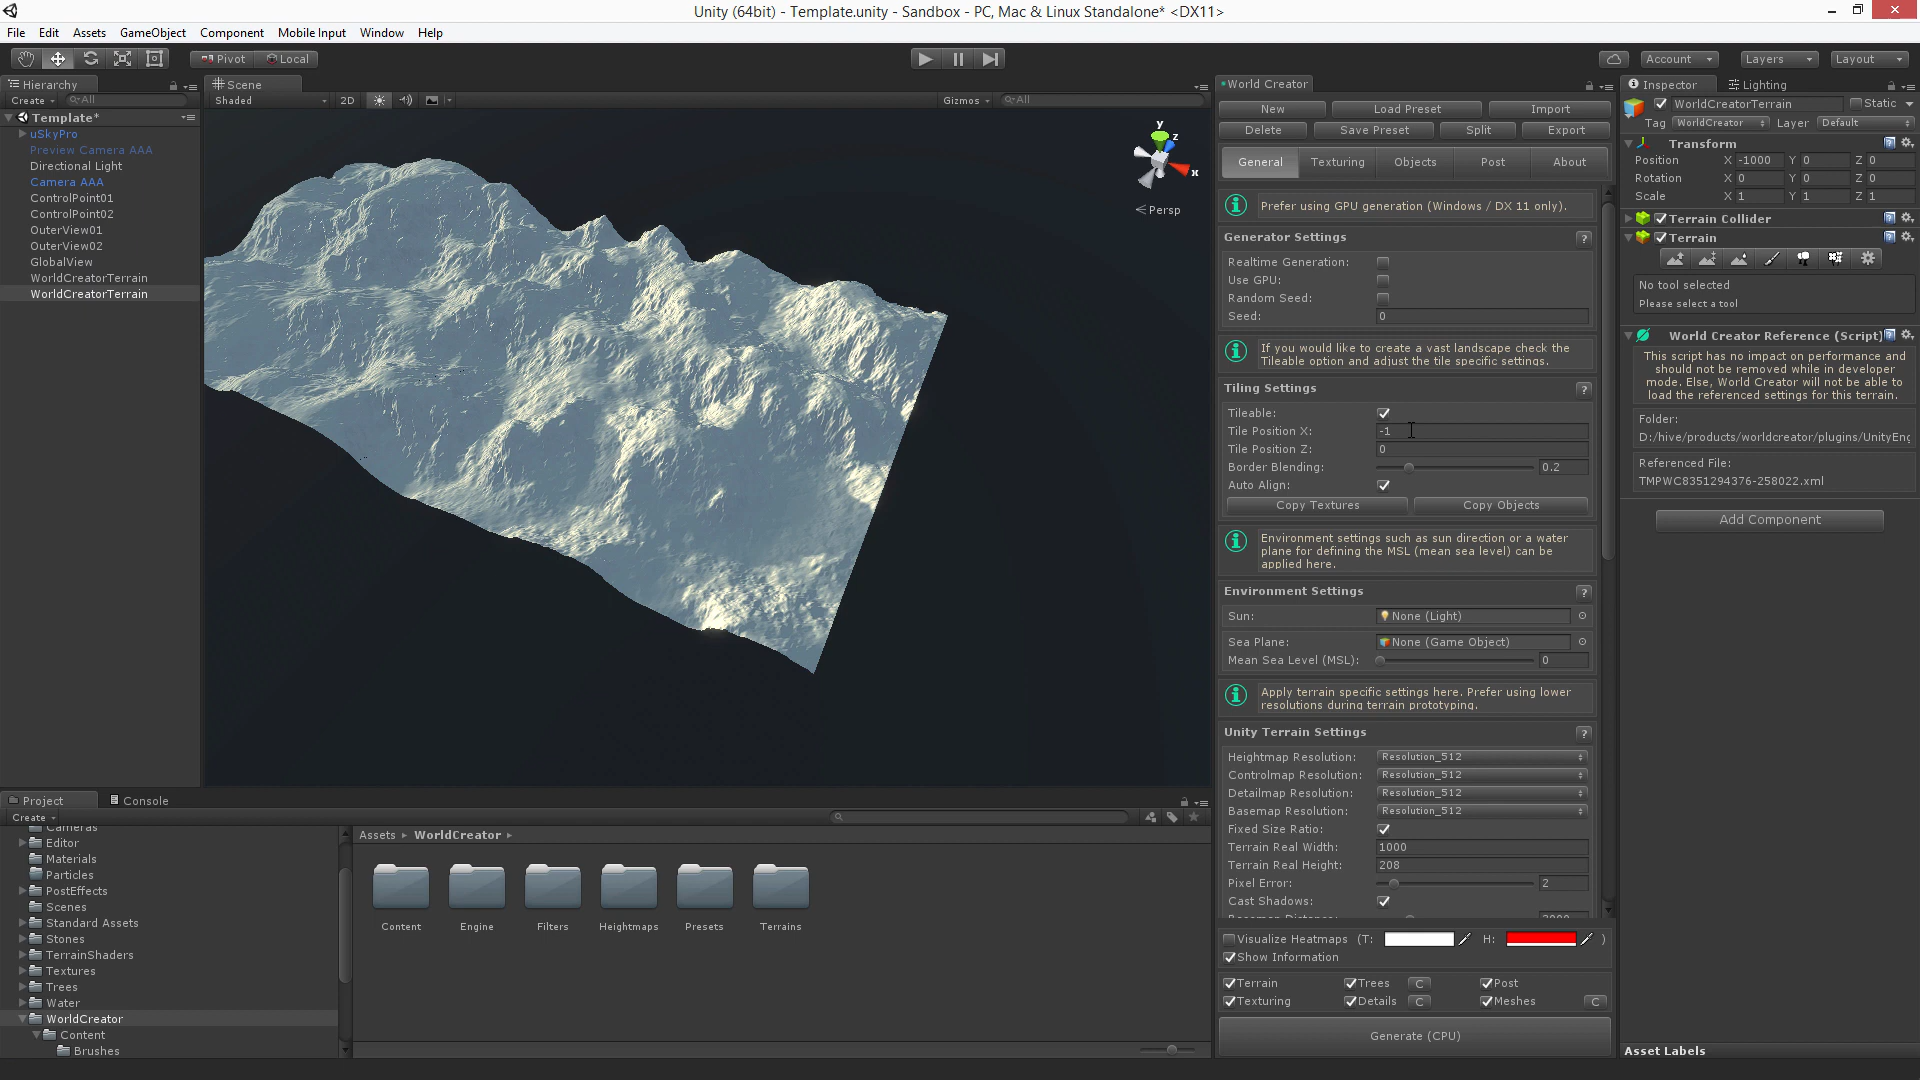 Unity (64bit) - Template.unity - Sandbox - PC, Mac & Linux Standalone* <DX11>
File Edit Assets GameObject Component Mobile Input Window Help
Pivot Local Account Layers Layout
Hierarchy
Create All
Template*
uSkyPro
Preview Camera AAA
Directional Light
Camera AAA
ControlPoint01
ControlPoint02
OuterView01
OuterView02
GlobalView
WorldCreatorTerrain
WorldCreatorTerrain
Scene
Shaded 2D Gizmos All
y
z
x
Persp
World Creator
New Load Preset Import
Delete Save Preset Split Export
General Texturing Objects Post About
Prefer using GPU generation (Windows / DX 11 only).
Generator Settings ?
Realtime Generation:
Use GPU:
Random Seed:
Seed: 0
If you would like to create a vast landscape check the
Tileable option and adjust the tile specific settings.
Tiling Settings ?
Tileable:
Tile Position X: -1
Tile Position Z: 0
Border Blending: 0.2
Auto Align:
Copy Textures Copy Objects
Environment settings such as sun direction or a water
plane for defining the MSL (mean sea level) can be
applied here.
Environment Settings ?
Sun: None (Light)
Sea Plane: None (Game Object)
Mean Sea Level (MSL): 0
Apply terrain specific settings here. Prefer using lower
resolutions during terrain prototyping.
Unity Terrain Settings ?
Heightmap Resolution: Resolution_512
Controlmap Resolution: Resolution_512
Detailmap Resolution: Resolution_512
Basemap Resolution: Resolution_512
Fixed Size Ratio:
Terrain Real Width: 1000
Terrain Real Height: 208
Pixel Error: 2
Cast Shadows:
Visualize Heatmaps (T: H: )
Show Information
Terrain Trees C Post
Texturing Details C Meshes C
Generate (CPU)
Inspector Lighting
WorldCreatorTerrain Static
Tag WorldCreator Layer Default
Transform
Position X -1000 Y 0 Z 0
Rotation X 0 Y 0 Z 0
Scale X 1 Y 1 Z 1
Terrain Collider
Terrain
No tool selected
Please select a tool
World Creator Reference (Script)
This script has no impact on performance and
should not be removed while in developer
mode. Else, World Creator will not be able to
load the referenced settings for this terrain.
Folder:
D:/hive/products/worldcreator/plugins/UnityEng
Referenced File:
TMPWC8351294376-258022.xml
Add Component
Asset Labels
Project Console
Create
Cameras
Editor
Materials
Particles
PostEffects
Scenes
Standard Assets
Stones
TerrainShaders
Textures
Trees
Water
WorldCreator
Content
Brushes
Assets WorldCreator
Content Engine Filters Heightmaps Presets Terrains